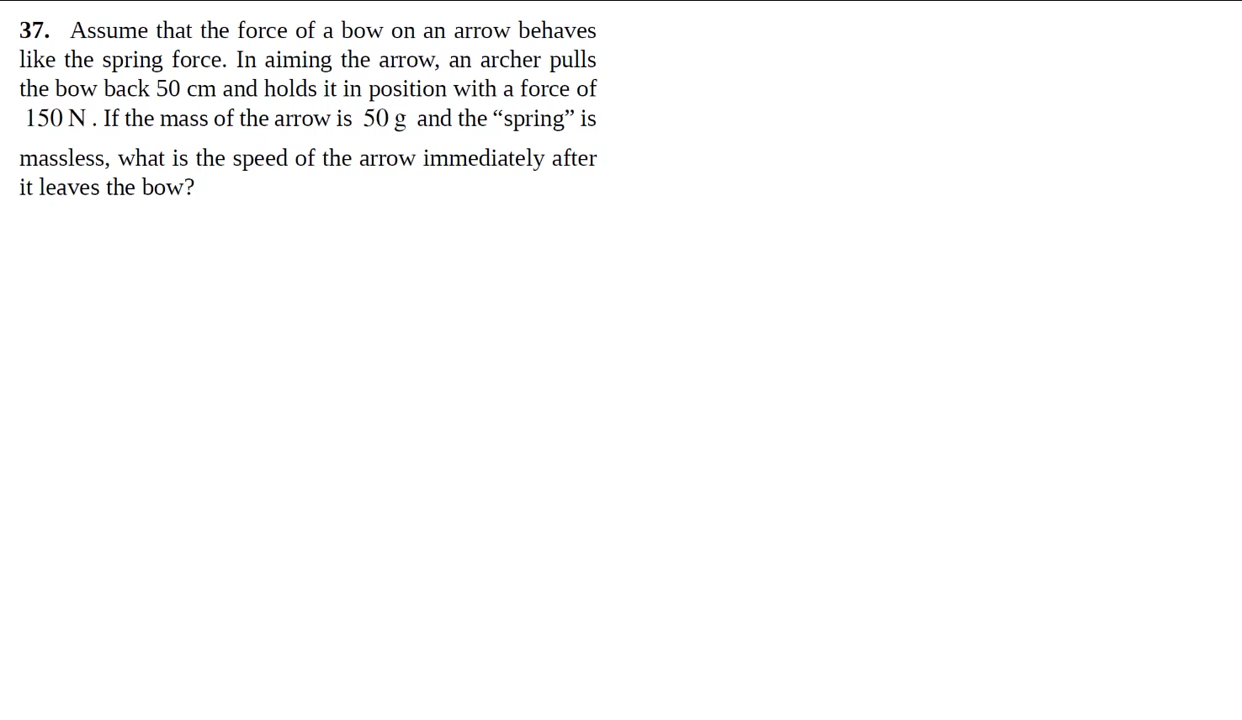 37. Assume that the force of a bow on an arrow behaves
like the spring force. In aiming the arrow, an archer pulls
the bow back 50 cm and holds it in position with a force of
150 N . If the mass of the arrow is 50 g and the “spring” is
massless, what is the speed of the arrow immediately after
it leaves the bow?